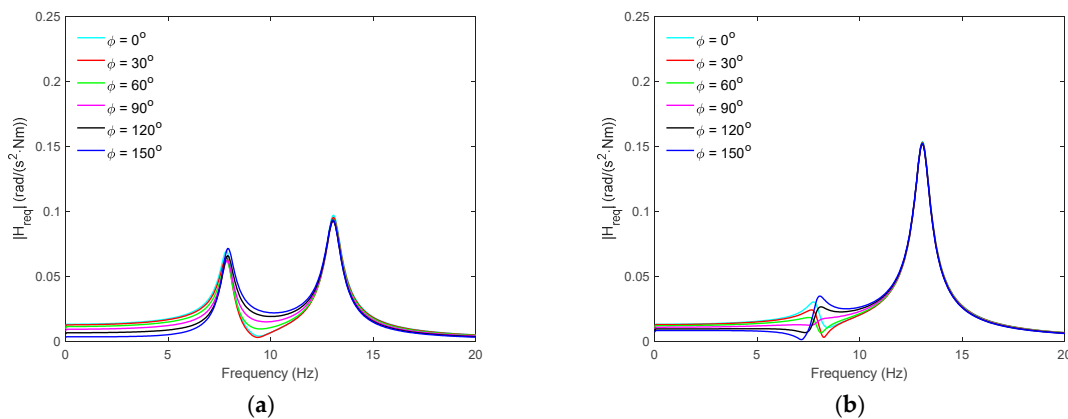 0.25
0.2
0.15
0.1
0.05
0
|H_req| (rad/(s²·Nm))
ϕ = 0°
ϕ = 30°
ϕ = 60°
ϕ = 90°
ϕ = 120°
ϕ = 150°
0 5 10 15 20
Frequency (Hz)
(a)
0.25
0.2
0.15
0.1
0.05
0
|H_req| (rad/(s²·Nm))
ϕ = 0°
ϕ = 30°
ϕ = 60°
ϕ = 90°
ϕ = 120°
ϕ = 150°
0 5 10 15 20
Frequency (Hz)
(b)